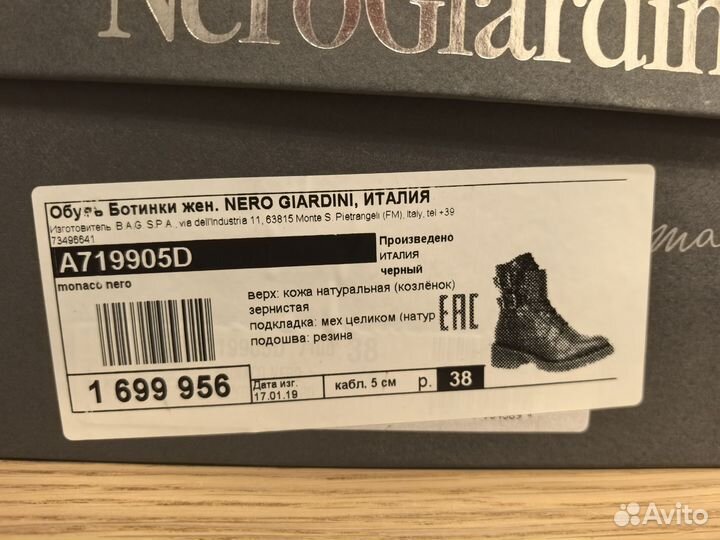 NeroGiardin
Обувь Ботинки жен. NERO GIARDINI, ИТАЛИЯ
Изготовитель B.A.G. S.P.A., via dell'Industria 11, 63815 Monte S. Pietrangeli (FM), Italy, tel +39
73496641
A719905D
Произведено
ИТАЛИЯ
черный
monaco nero
верх: кожа натуральная (козлёнок)
зернистая
подкладка: мех целиком (натур
подошва: резина
EAC
1 699 956
Дата изг.
17.01.19
кабл. 5 см
р. 38
Avito